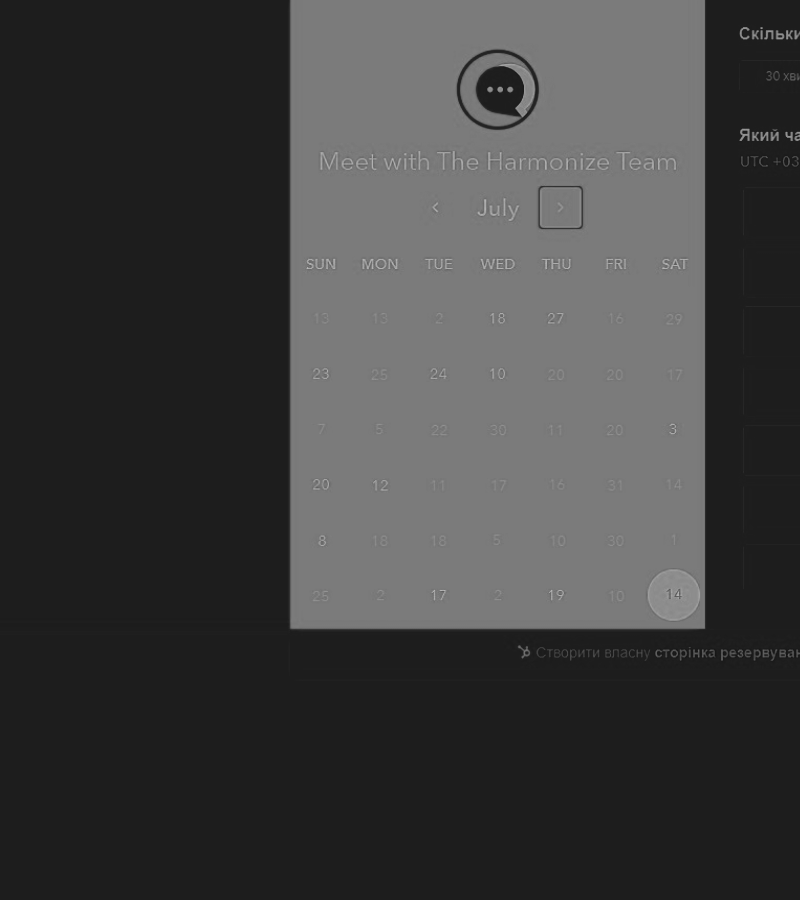 Meet with The Harmonize Team
July
SUN MON TUE WED THU FRI SAT
13 13 2 18 27 16 29
23 25 24 10 20 20 17
7 5 22 30 11 20 3
20 12 11 17 16 31 14
8 18 18 5 10 30 1
25 2 17 2 19 10 14
Скільки
30 хви
Який ча
UTC +03
Створити власну сторінка резервуван